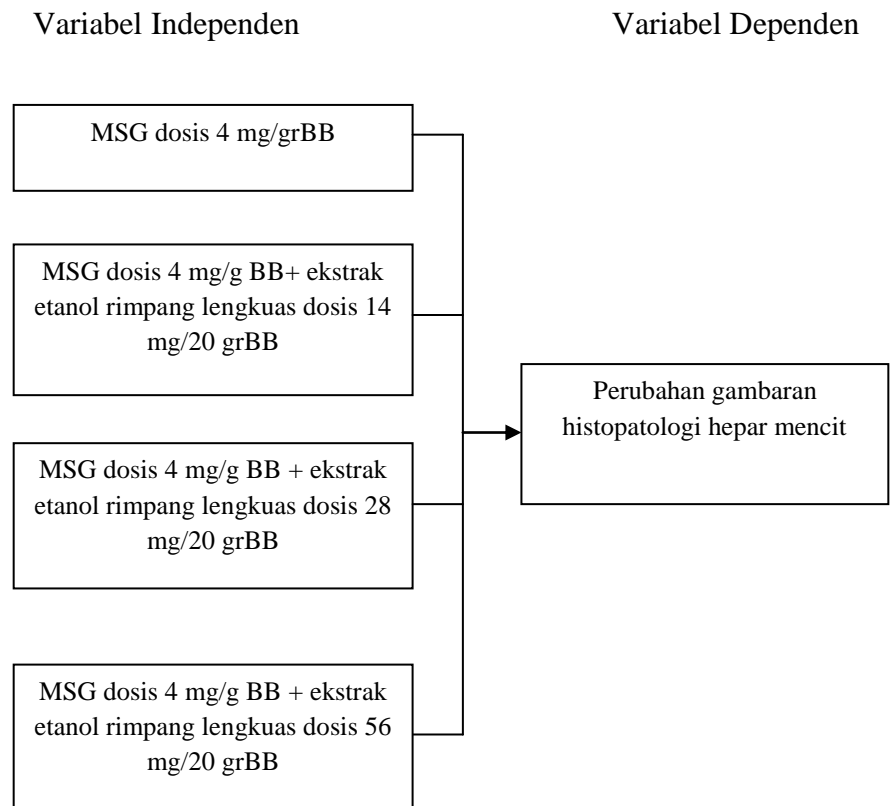 Variabel Independen
Variabel Dependen
MSG dosis 4 mg/grBB
MSG dosis 4 mg/g BB+ ekstrak
etanol rimpang lengkuas dosis 14
mg/20 grBB
Perubahan gambaran
histopatologi hepar mencit
MSG dosis 4 mg/g BB + ekstrak
etanol rimpang lengkuas dosis 28
mg/20 grBB
MSG dosis 4 mg/g BB + ekstrak
etanol rimpang lengkuas dosis 56
mg/20 grBB